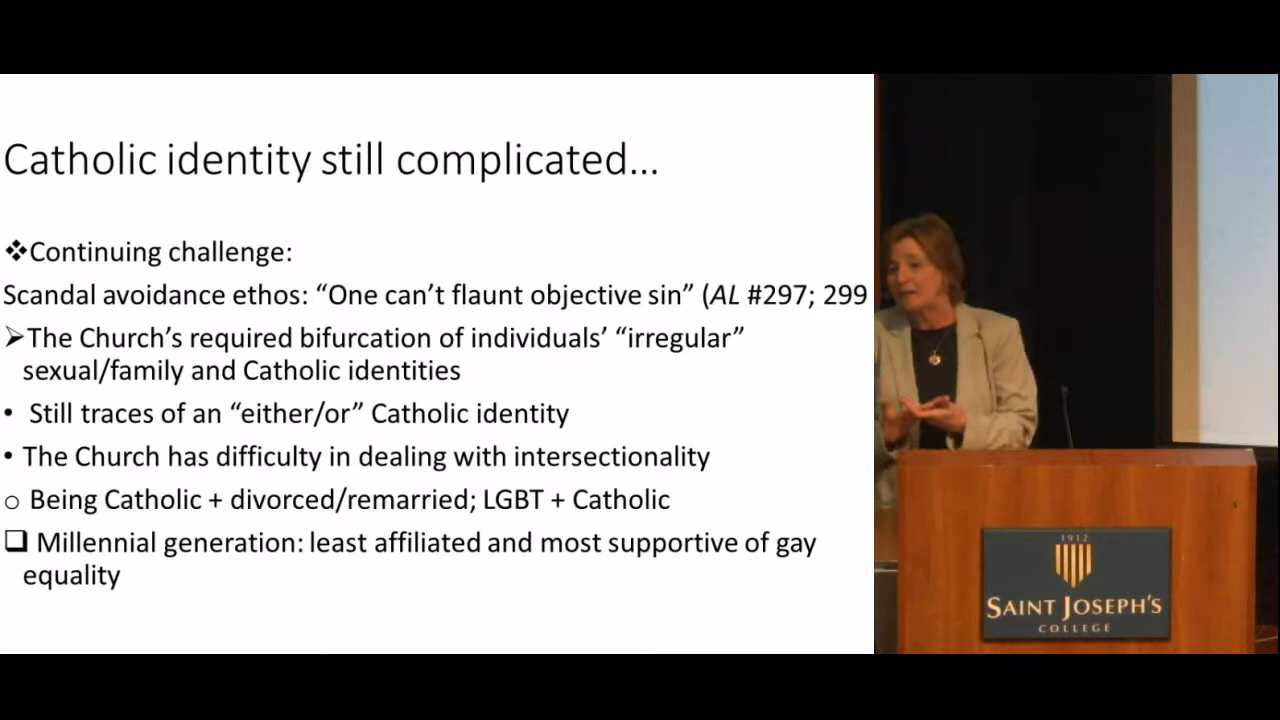 Catholic identity still complicated…
❖Continuing challenge:
Scandal avoidance ethos: “One can’t flaunt objective sin” (AL #297; 299
➢The Church’s required bifurcation of individuals’ “irregular”
sexual/family and Catholic identities
• Still traces of an “either/or” Catholic identity
• The Church has difficulty in dealing with intersectionality
o Being Catholic + divorced/remarried; LGBT + Catholic
❑ Millennial generation: least affiliated and most supportive of gay
equality
1912
SAINT JOSEPH'S
COLLEGE